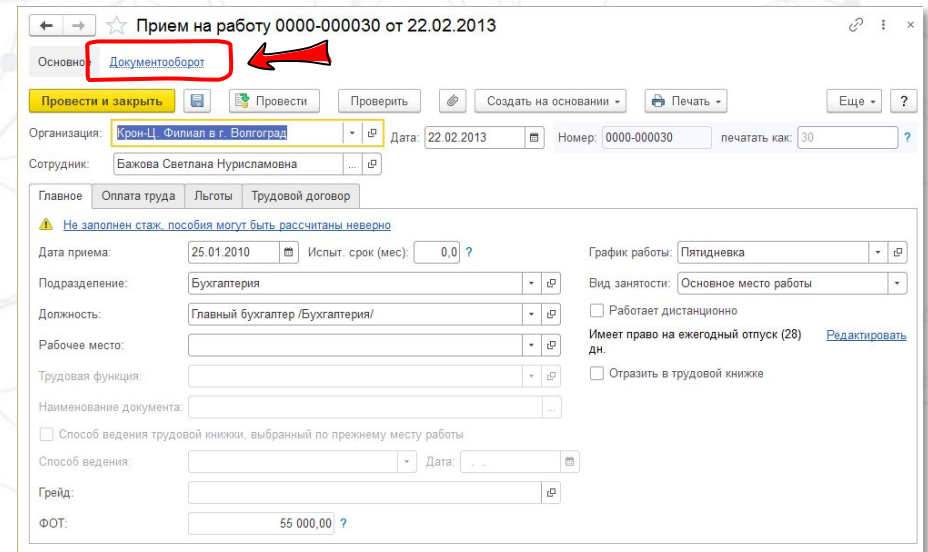 Прием на работу 0000-000030 от 22.02.2013
Основное Документооборот
Провести и закрыть Провести Проверить Создать на основании Печать Еще ?
Организация: Крон-Ц. Филиал в г. Волгоград Дата: 22.02.2013 Номер: 0000-000030 печатать как: 30 ?
Сотрудник: Бажова Светлана Нурисламовна ...
Главное Оплата труда Льготы Трудовой договор
Не заполнен стаж, пособия могут быть рассчитаны неверно
Дата приема: 25.01.2010 Испыт. срок (мес): 0,0 ? График работы: Пятидневка
Подразделение: Бухгалтерия Вид занятости: Основное место работы
Должность: Главный бухгалтер /Бухгалтерия/ Работает дистанционно
Рабочее место: Имеет право на ежегодный отпуск (28) дн. Редактировать
Трудовая функция: Отразить в трудовой книжке
Наименование документа: ...
Способ ведения трудовой книжки, выбранный по прежнему месту работы
Способ ведения: Дата: . .
Грейд:
ФОТ: 55 000,00 ?